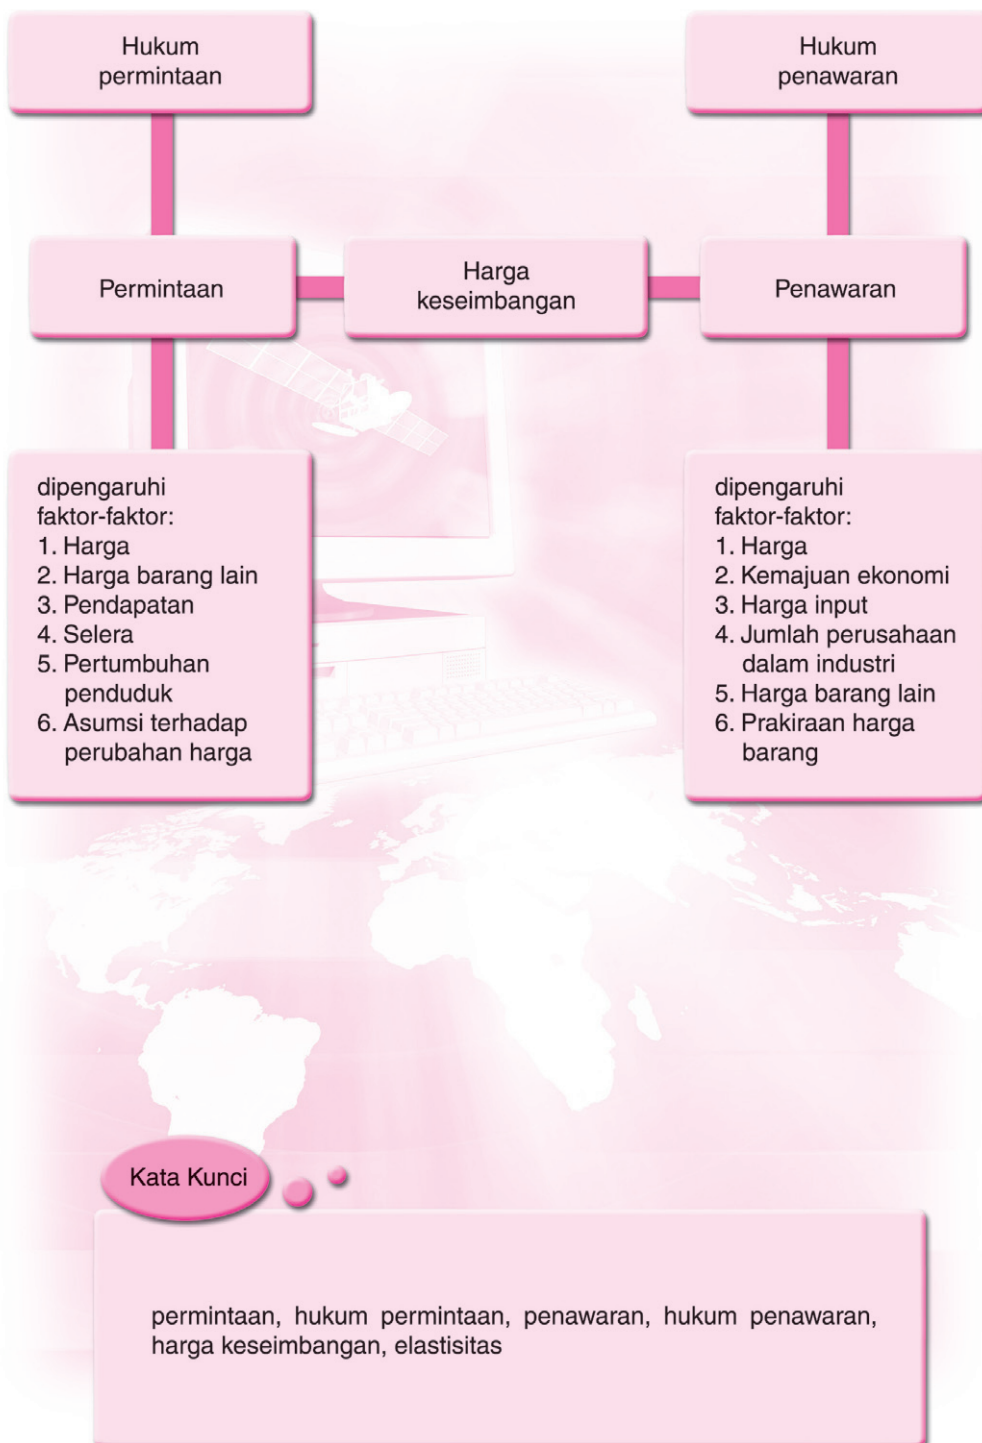 Hukum
permintaan
Hukum
penawaran
Permintaan
Harga
keseimbangan
Penawaran
dipengaruhi
faktor-faktor:
1. Harga
2. Harga barang lain
3. Pendapatan
4. Selera
5. Pertumbuhan
penduduk
6. Asumsi terhadap
perubahan harga
dipengaruhi
faktor-faktor:
1. Harga
2. Kemajuan ekonomi
3. Harga input
4. Jumlah perusahaan
dalam industri
5. Harga barang lain
6. Prakiraan harga
barang
Kata Kunci
permintaan, hukum permintaan, penawaran, hukum penawaran,
harga keseimbangan, elastisitas